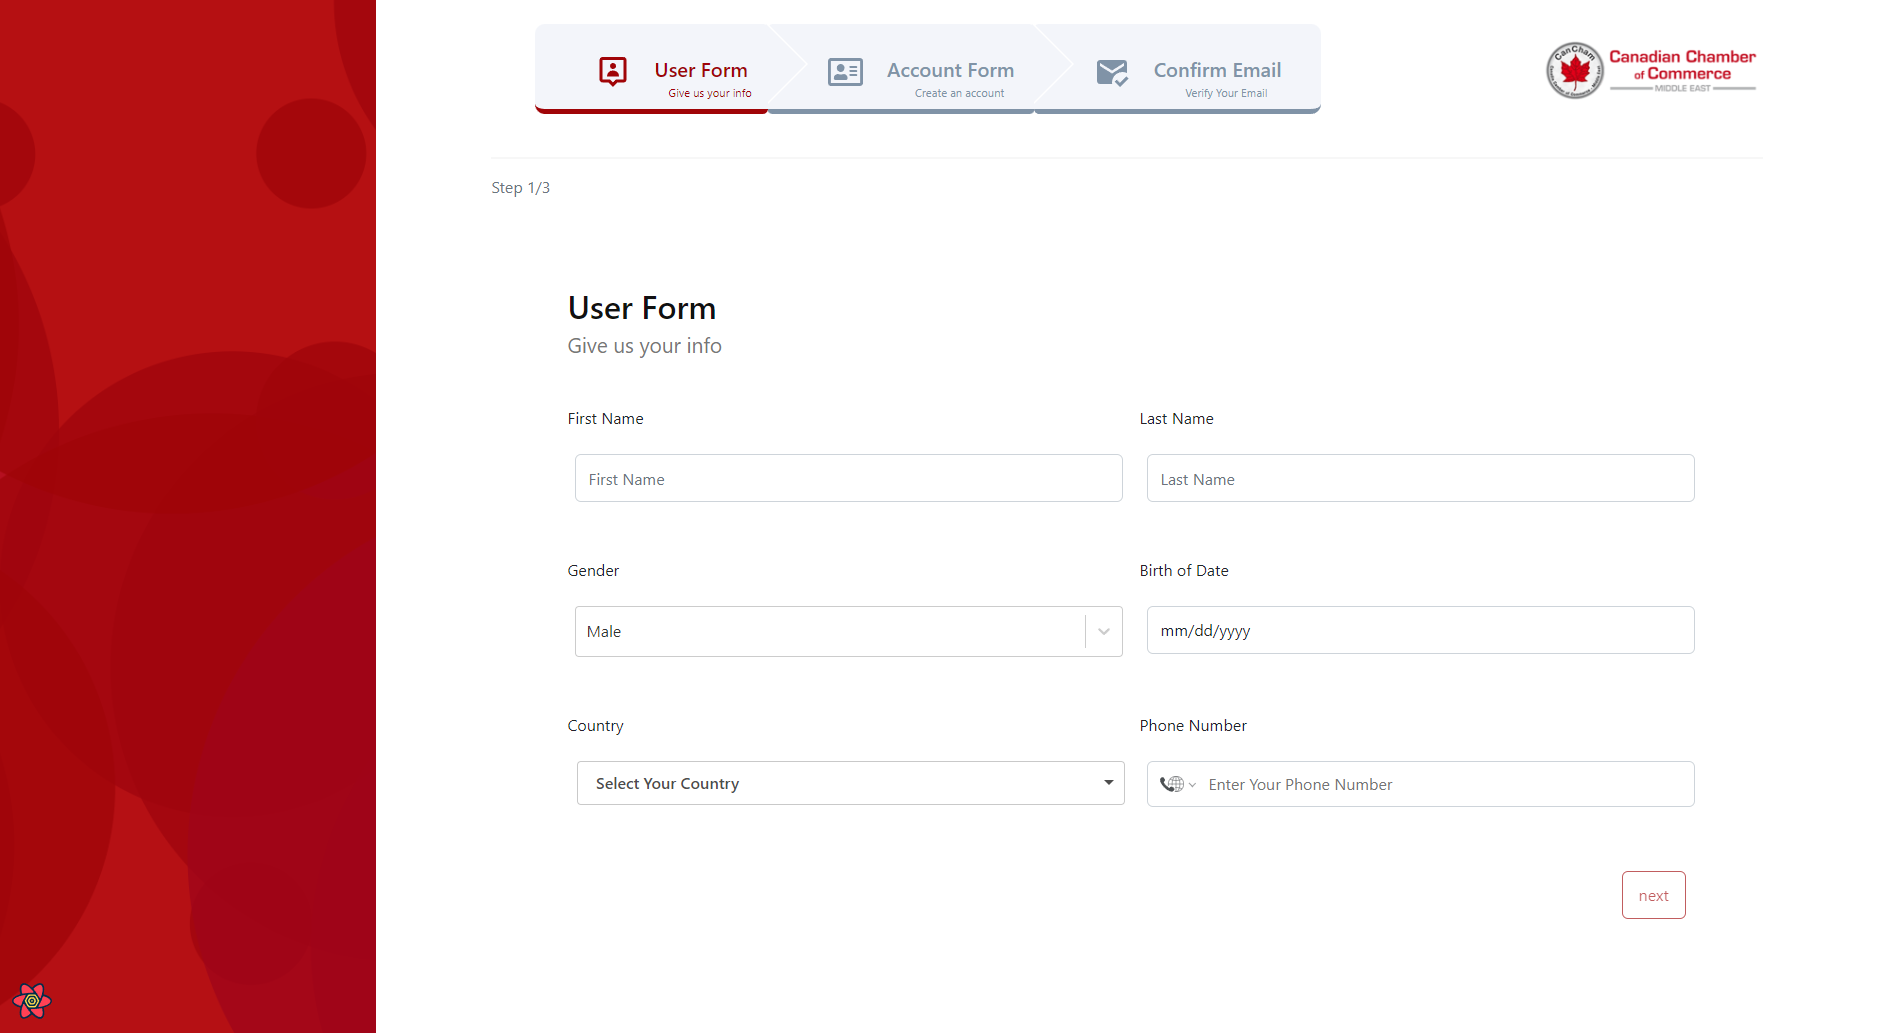 User Form
Give us your info
Account Form
Create an account
Confirm Email
Verify Your Email
CanCham
Canadian Chamber
of Commerce
MIDDLE EAST
Step 1/3
User Form
Give us your info
First Name
Last Name
First Name
Last Name
Gender
Birth of Date
Male
mm/dd/yyyy
Country
Phone Number
Select Your Country
Enter Your Phone Number
next